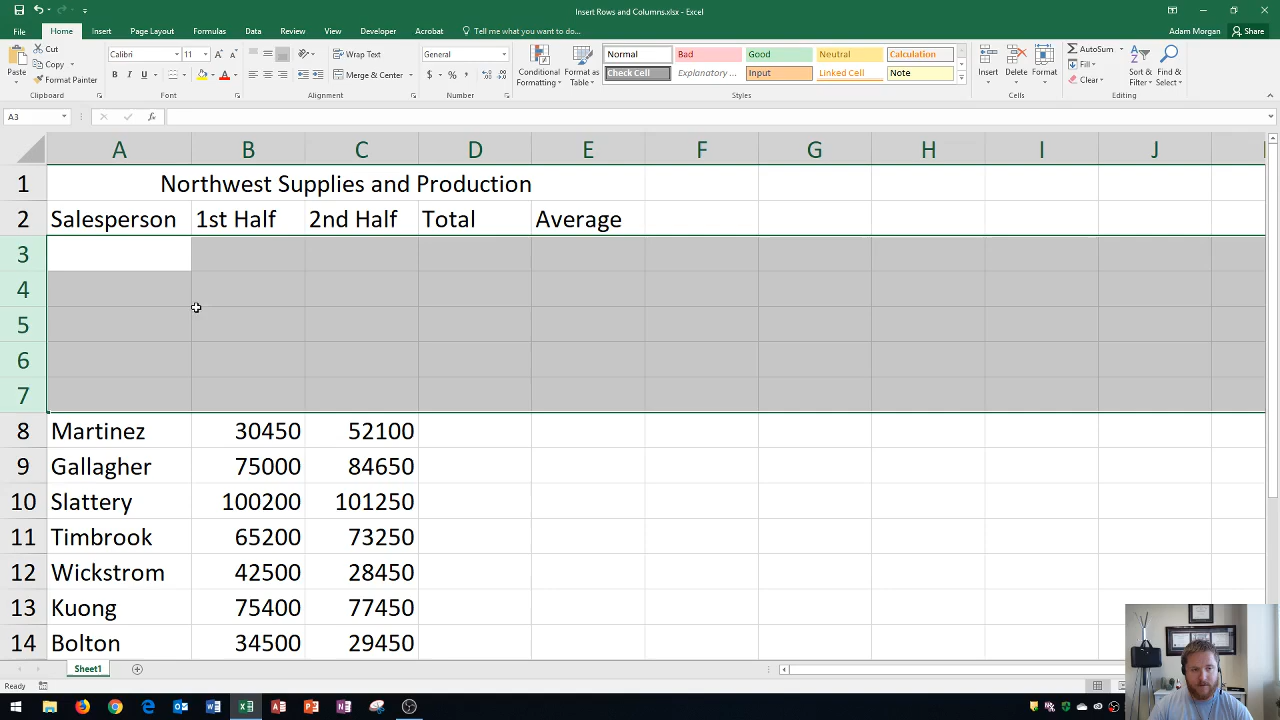 Insert Rows and Columns.xlsx - Excel
File Home Insert Page Layout Formulas Data Review View Developer Acrobat Tell me what you want to do... Adam Morgan Share
Cut Calibri 11 Wrap Text General Normal Bad Good Neutral Calculation AutoSum
Copy Fill
Paste Format Painter B I U Merge & Center $ % Conditional Formatting Format as Table Check Cell Explanatory ... Input Linked Cell Note Insert Delete Format Clear Sort & Filter Find & Select
Clipboard Font Alignment Number Styles Cells Editing
A3 fx
A B C D E F G H I J
1 Northwest Supplies and Production
2 Salesperson 1st Half 2nd Half Total Average
3
4
5
6
7
8 Martinez 30450 52100
9 Gallagher 75000 84650
10 Slattery 100200 101250
11 Timbrook 65200 73250
12 Wickstrom 42500 28450
13 Kuong 75400 77450
14 Bolton 34500 29450
Sheet1
Ready